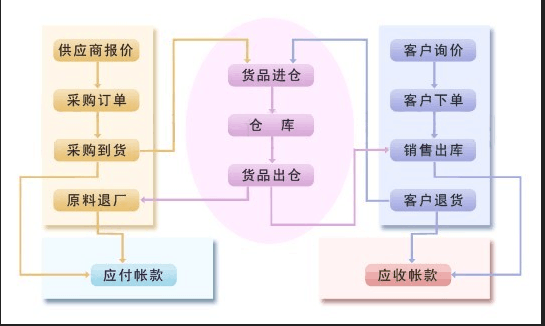 供应商报价
采购订单
采购到货
原料退厂
应付帐款
货品进仓
仓 库
货品出仓
客户询价
客户下单
销售出库
客户退货
应收帐款